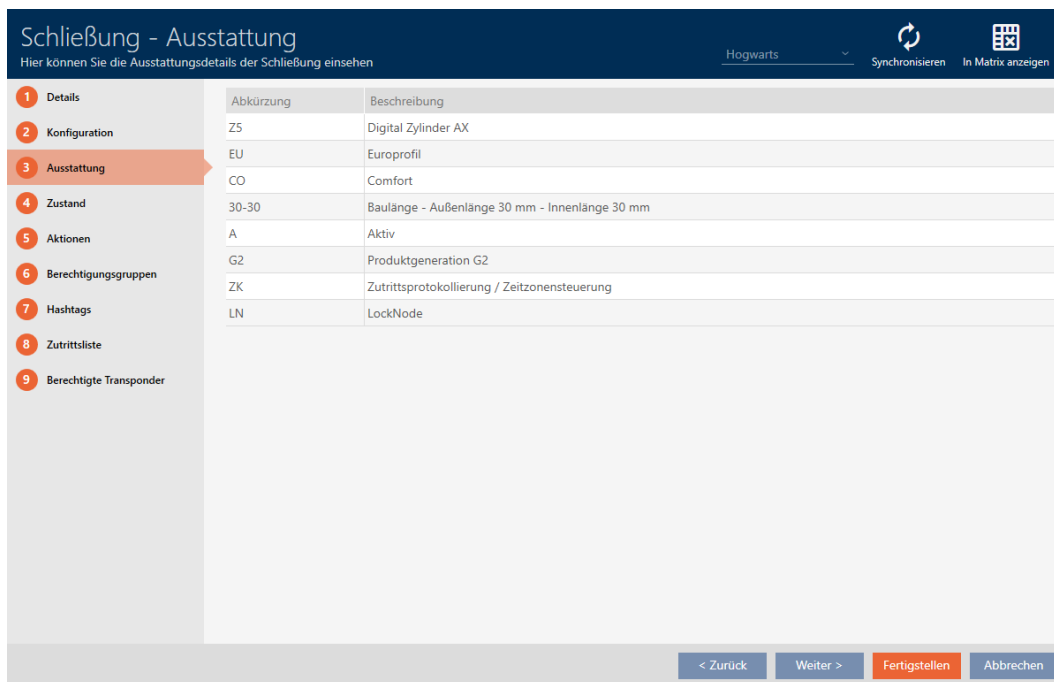 Schließung - Ausstattung
Hier können Sie die Ausstattungsdetails der Schließung einsehen
Hogwarts
Synchronisieren
In Matrix anzeigen
1 Details
2 Konfiguration
3 Ausstattung
4 Zustand
5 Aktionen
6 Berechtigungsgruppen
7 Hashtags
8 Zutrittsliste
9 Berechtigte Transponder
Abkürzung Beschreibung
Z5 Digital Zylinder AX
EU Europrofil
CO Comfort
30-30 Baulänge - Außenlänge 30 mm - Innenlänge 30 mm
A Aktiv
G2 Produktgeneration G2
ZK Zutrittsprotokollierung / Zeitzonensteuerung
LN LockNode
< Zurück Weiter > Fertigstellen Abbrechen